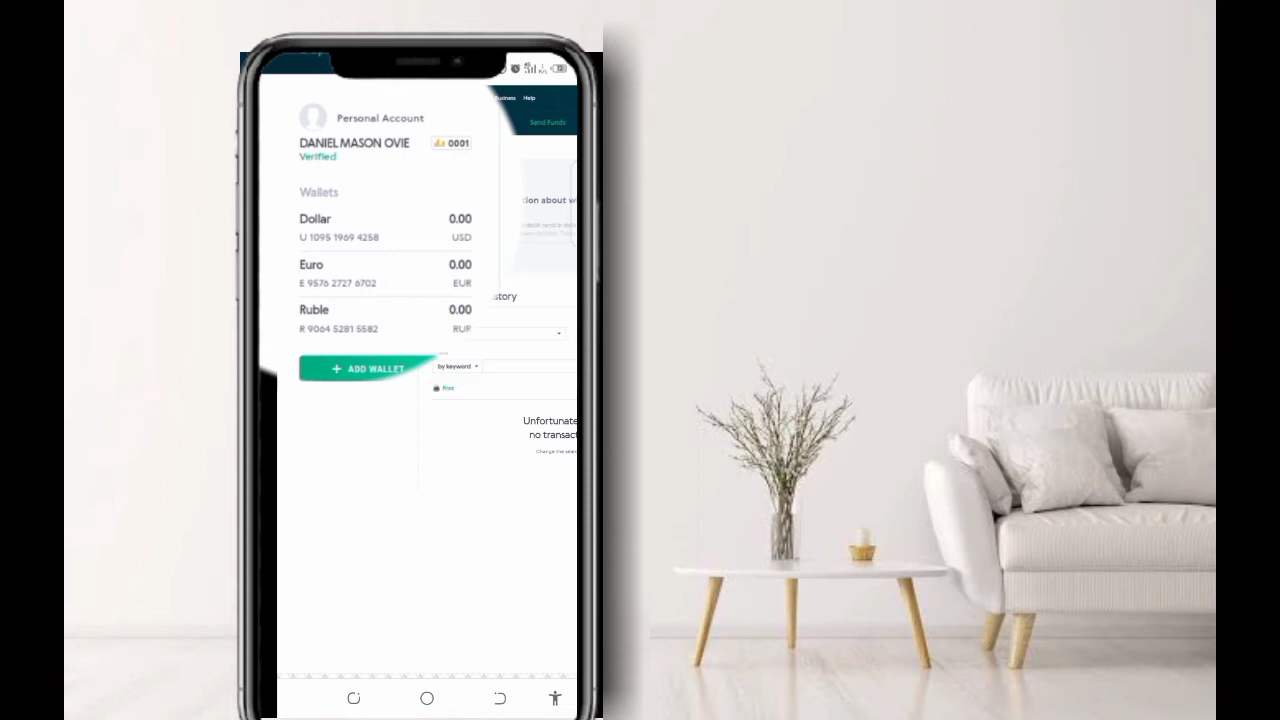 Personal Account
DANIEL MASON OVIE
0001
Verified
Wallets
Dollar 0.00
U 1095 1969 4258 USD
Euro 0.00
E 9576 2727 6702 EUR
Ruble 0.00
R 9064 5281 5582 RUR
+ ADD WALLET
usiness Help
Send Funds
tion about w
story
by keyword
Print
Unfortunate
no transact
Change the sear